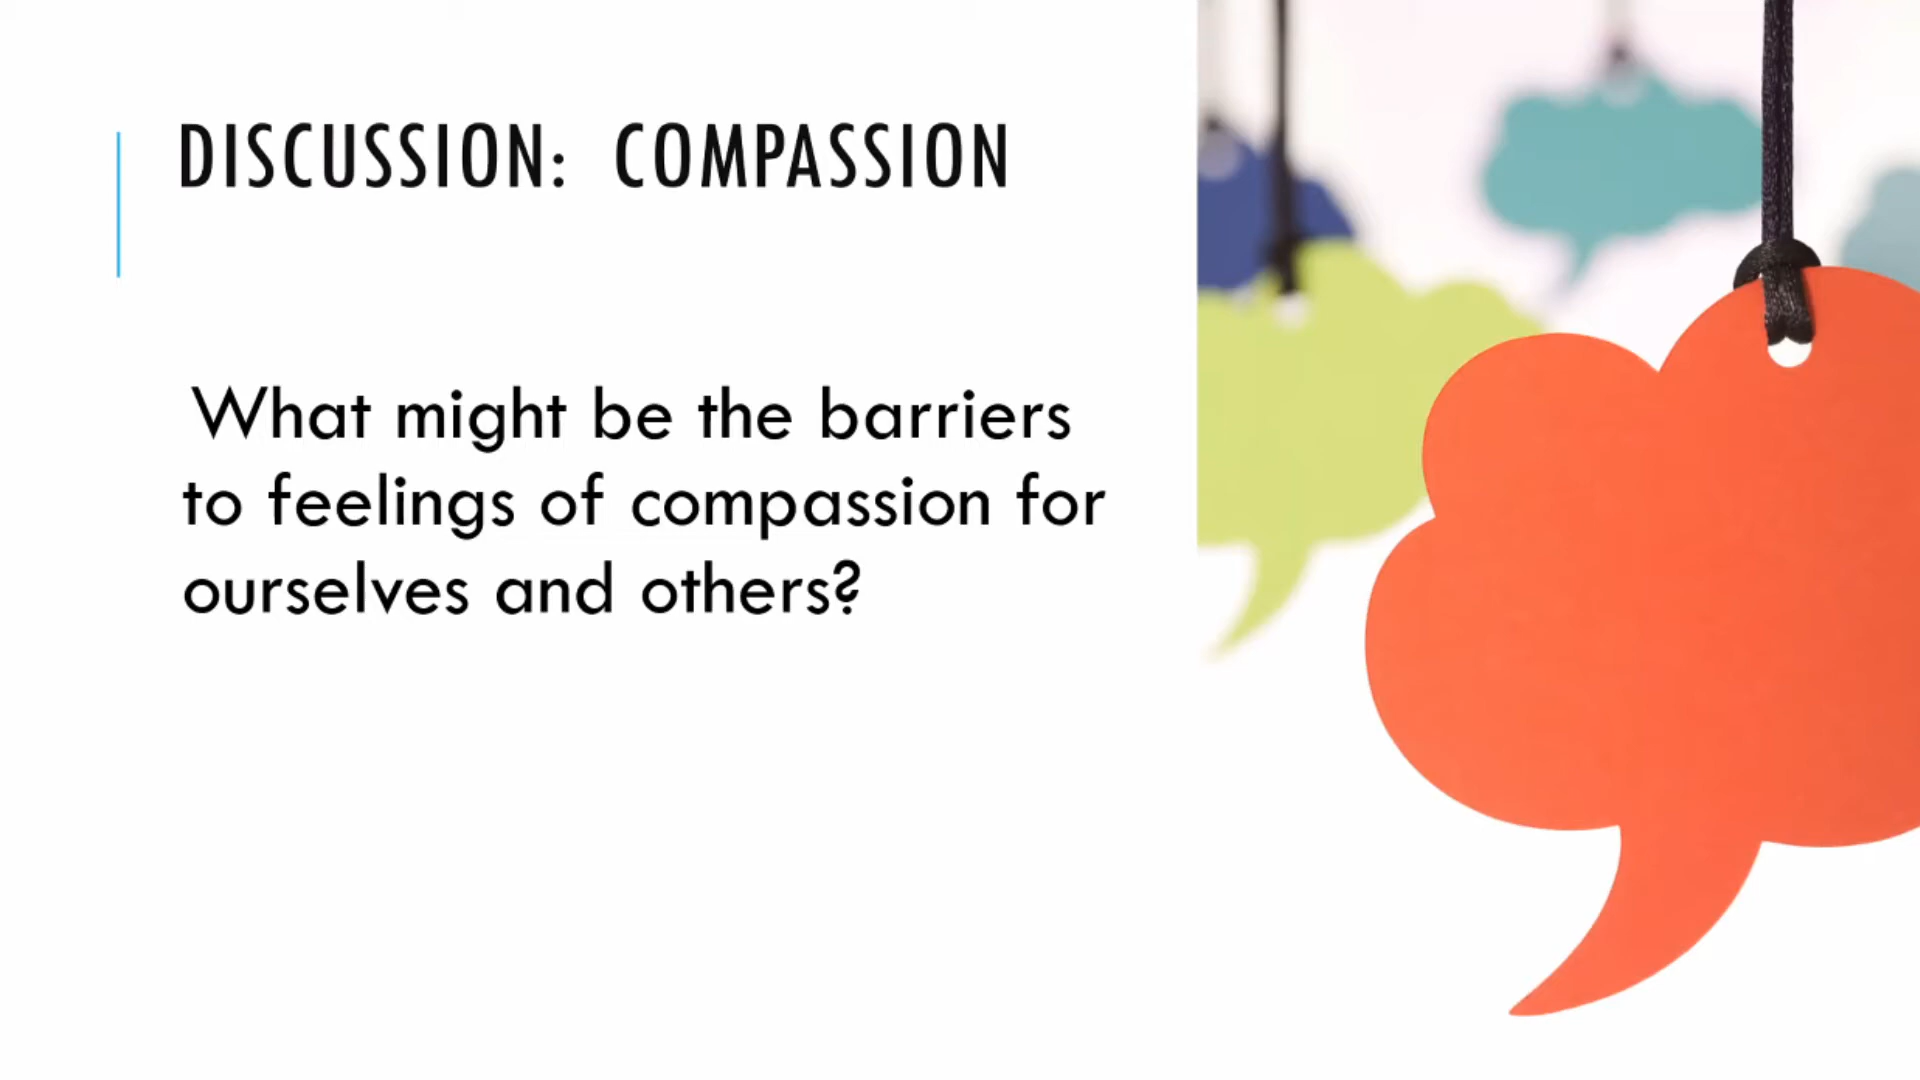 DISCUSSION: COMPASSION
What might be the barriers
to feelings of compassion for
ourselves and others?